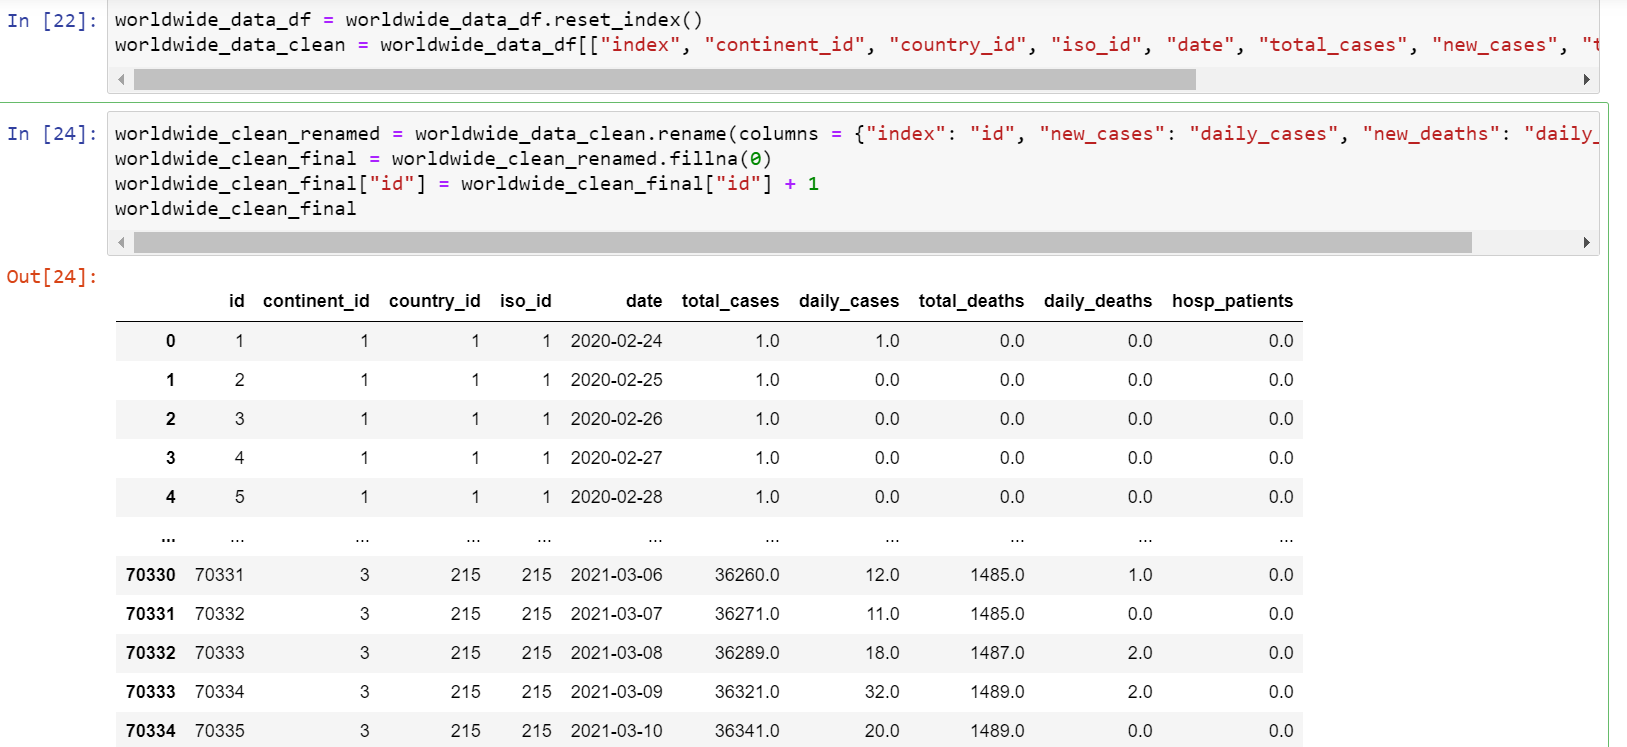 In [22]: worldwide_data_df = worldwide_data_df.reset_index()
worldwide_data_clean = worldwide_data_df[["index", "continent_id", "country_id", "iso_id", "date", "total_cases", "new_cases", "t
In [24]: worldwide_clean_renamed = worldwide_data_clean.rename(columns = {"index": "id", "new_cases": "daily_cases", "new_deaths": "daily_
worldwide_clean_final = worldwide_clean_renamed.fillna(0)
worldwide_clean_final["id"] = worldwide_clean_final["id"] + 1
worldwide_clean_final
Out[24]:
id continent_id country_id iso_id date total_cases daily_cases total_deaths daily_deaths hosp_patients
0 1 1 1 1 2020-02-24 1.0 1.0 0.0 0.0 0.0
1 2 1 1 1 2020-02-25 1.0 0.0 0.0 0.0 0.0
2 3 1 1 1 2020-02-26 1.0 0.0 0.0 0.0 0.0
3 4 1 1 1 2020-02-27 1.0 0.0 0.0 0.0 0.0
4 5 1 1 1 2020-02-28 1.0 0.0 0.0 0.0 0.0
... ... ... ... ... ... ... ... ... ... ...
70330 70331 3 215 215 2021-03-06 36260.0 12.0 1485.0 1.0 0.0
70331 70332 3 215 215 2021-03-07 36271.0 11.0 1485.0 0.0 0.0
70332 70333 3 215 215 2021-03-08 36289.0 18.0 1487.0 2.0 0.0
70333 70334 3 215 215 2021-03-09 36321.0 32.0 1489.0 2.0 0.0
70334 70335 3 215 215 2021-03-10 36341.0 20.0 1489.0 0.0 0.0